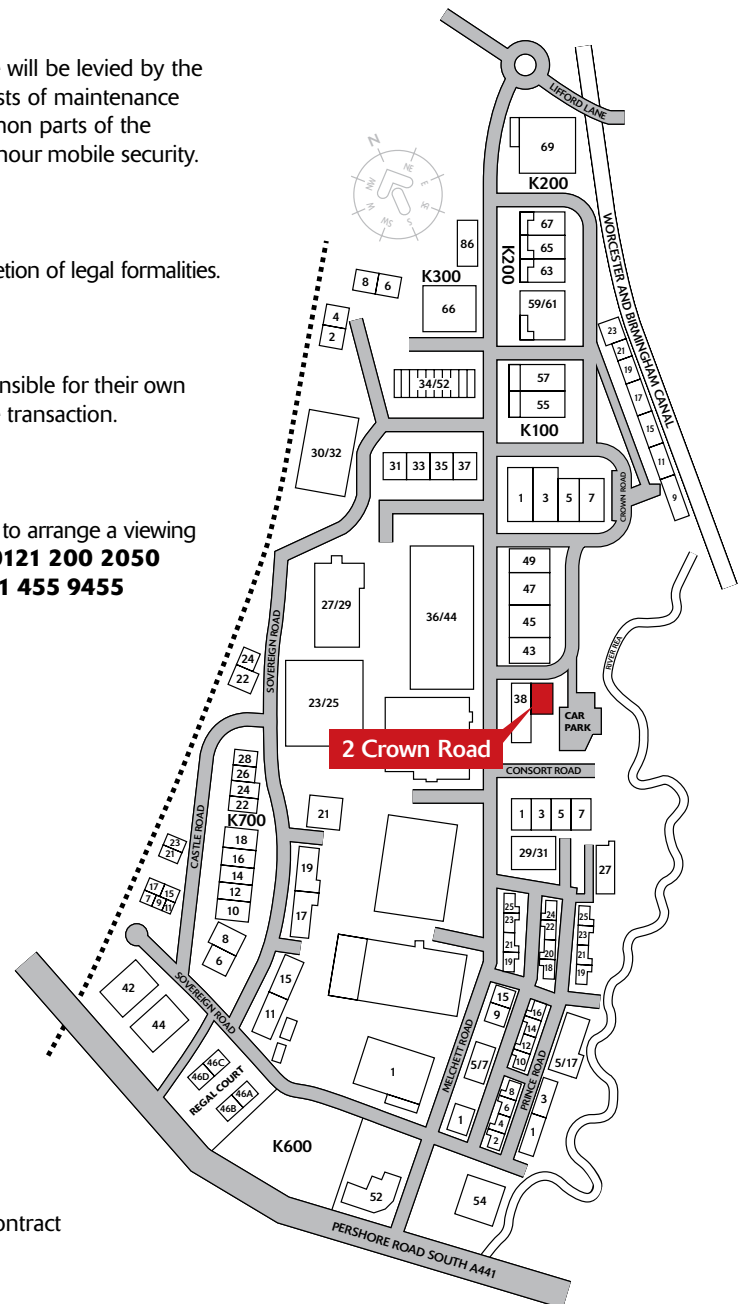 will be levied by the
sts of maintenance
mon parts of the
hour mobile security.
etion of legal formalities.
nsible for their own
transaction.
to arrange a viewing
0121 200 2050
1 455 9455
ontract
N
NE
E
SE
S
SW
W
NW
LIFFORD LANE
69
K200
WORCESTER AND BIRMINGHAM CANAL
86
K200
67
65
63
K300
8 6
66
59/61
4
2
23
21
19
17
15
11
9
34/52
57
55
K100
30/32
31 33 35 37
1 3 5 7
CROWN ROAD
49
47
45
43
27/29
36/44
SOVEREIGN ROAD
RIVER REA
24
22
23/25
38
CAR
PARK
2 Crown Road
CONSORT ROAD
28
26
24
22
K700
21
1 3 5 7
CASTLE ROAD
18
16
14
12
10
23
21
19
17
29/31
27
17 15
7 9 11
25
23
21
19
24
22
20
18
25
23
21
19
8
6
SOVEREIGN ROAD
42
44
15
11
MELCHETT ROAD
15
9
16
14
12
10
PRINCE ROAD
5/17
46C
46D
REGAL COURT
46A
46B
1
5/7
8
6
4
2
3
1
1
K600
52
54
PERSHORE ROAD SOUTH A441